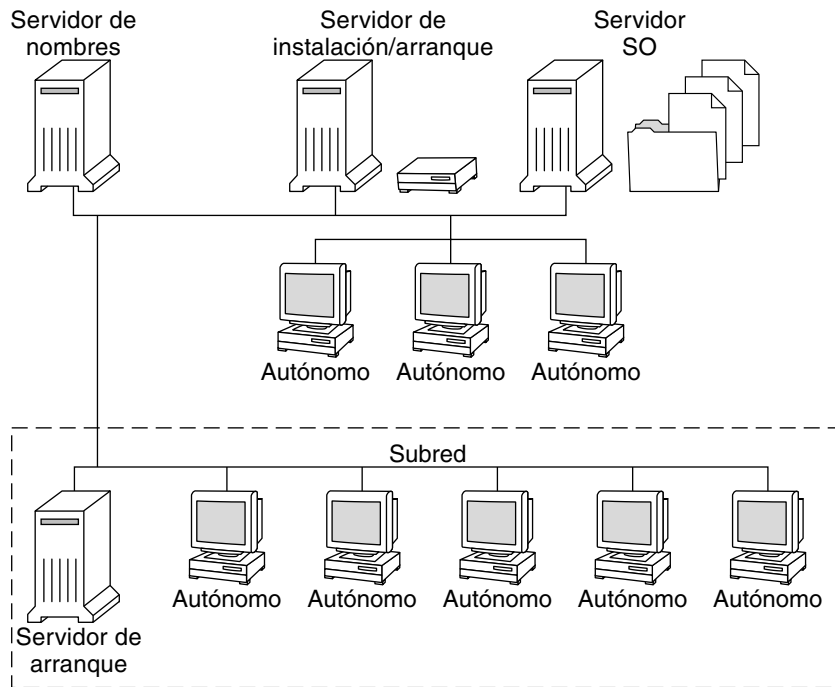 Servidor de
nombres
Servidor de
instalación/arranque
Servidor
SO
Autónomo
Autónomo
Autónomo
Subred
Servidor de
arranque
Autónomo
Autónomo
Autónomo
Autónomo
Autónomo